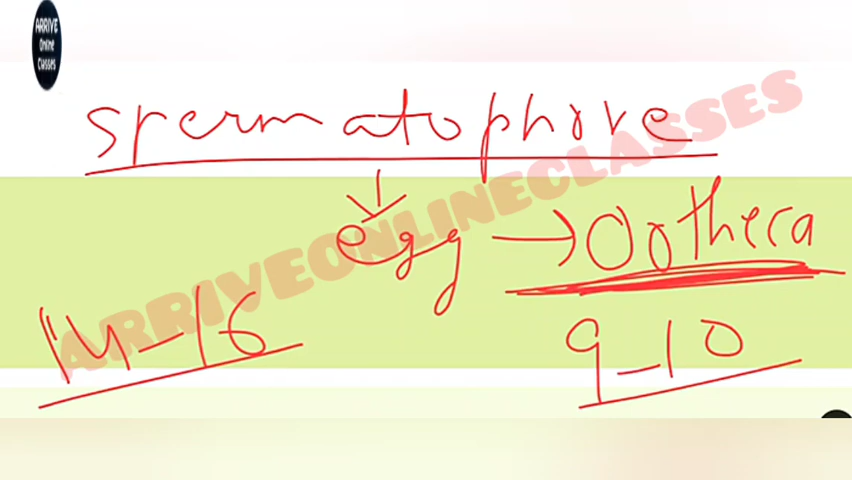 ARRIVE
Online
Classes
spermatophore
egg → Ootheca
14-16
9-10
ARRIVEONLINECLASSES